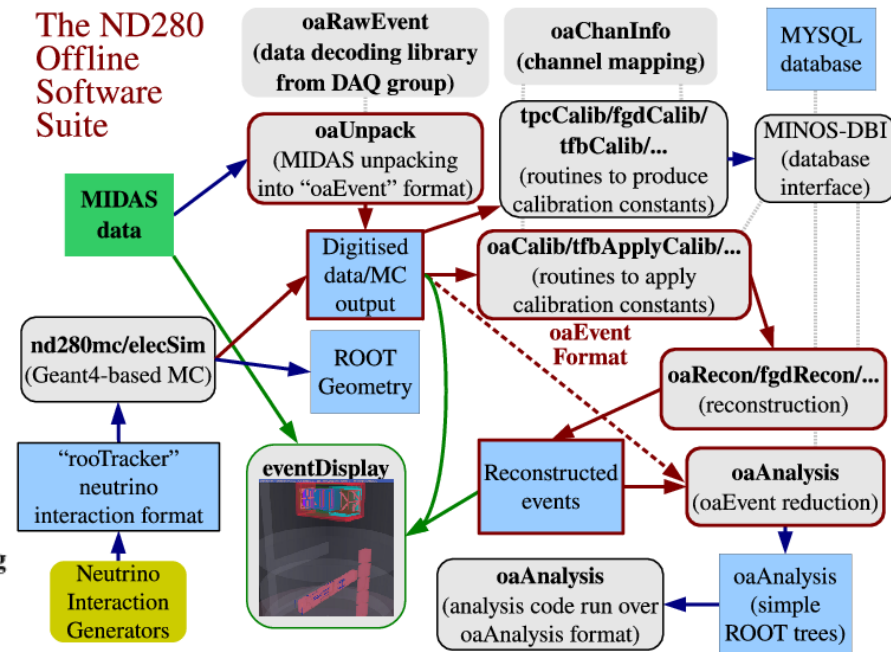 The ND280
Offline
Software
Suite
oaRawEvent
(data decoding library
from DAQ group)
oaChanInfo
(channel mapping)
MYSQL
database
oaUnpack
(MIDAS unpacking
into “oaEvent” format)
tpcCalib/fgdCalib/
tfbCalib/...
(routines to produce
calibration constants)
MINOS-DBI
(database
interface)
MIDAS
data
Digitised
data/MC
output
oaCalib/tfbApplyCalib/...
(routines to apply
calibration constants)
oaEvent
Format
nd280mc/elecSim
(Geant4-based MC)
ROOT
Geometry
oaRecon/fgdRecon/...
(reconstruction)
“rooTracker”
neutrino
interaction format
eventDisplay
Reconstructed
events
oaAnalysis
(oaEvent reduction)
g
Neutrino
Interaction
Generators
oaAnalysis
(analysis code run over
oaAnalysis format)
oaAnalysis
(simple
ROOT trees)